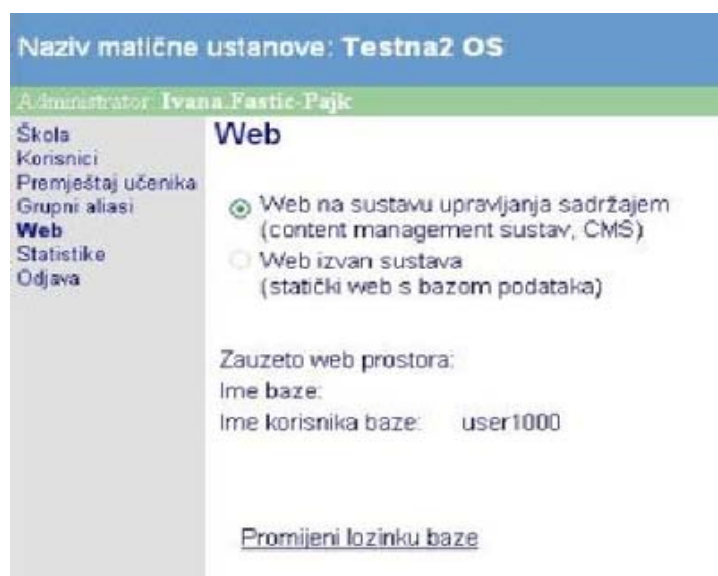 Naziv matične ustanove: Testna2 OS
Administrator: Ivana.Fastic-Pajk
Škola
Korisnici
Premještaj učenika
Grupni aliasi
Web
Statistike
Odjava
Web
Web na sustavu upravljanja sadržajem
(content management sustav, CMS)
Web izvan sustava
(statički web s bazom podataka)
Zauzeto web prostora:
Ime baze:
Ime korisnika baze: user1000
Promijeni lozinku baze